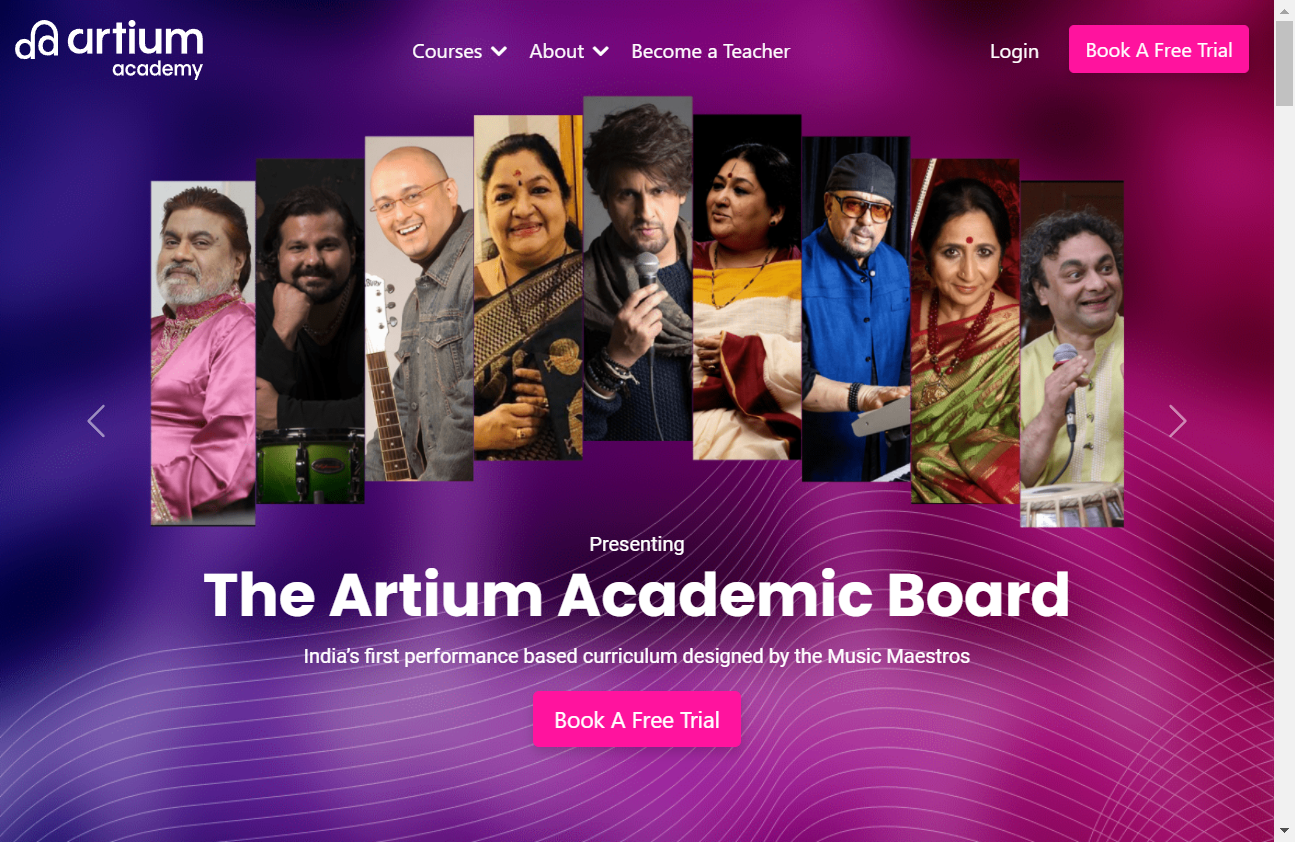 artium
academy
Courses
About
Become a Teacher
Login
Book A Free Trial
Presenting
The Artium Academic Board
India's first performance based curriculum designed by the Music Maestros
Book A Free Trial